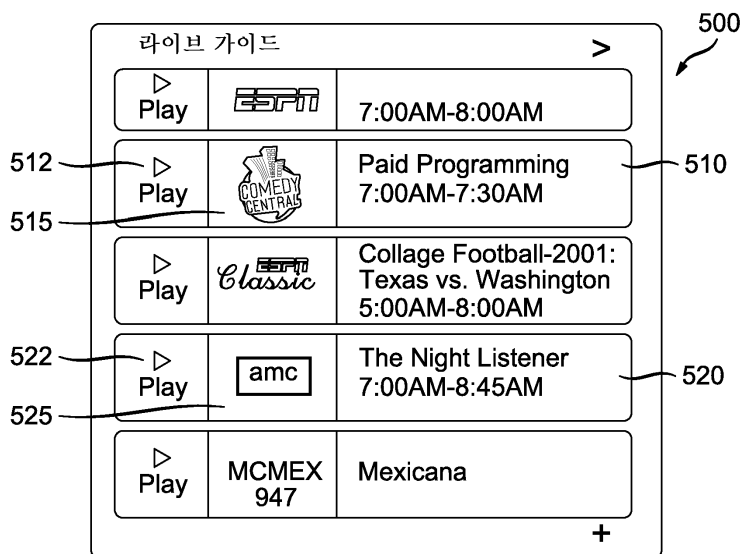 500
라이브 가이드 >
Play ESPN 7:00AM-8:00AM
512 Play COMEDY CENTRAL Paid Programming 510
7:00AM-7:30AM
515
Play ESPN Classic Collage Football-2001:
Texas vs. Washington
5:00AM-8:00AM
522 Play amc The Night Listener 520
7:00AM-8:45AM
525
Play MCMEX Mexicana
947
+